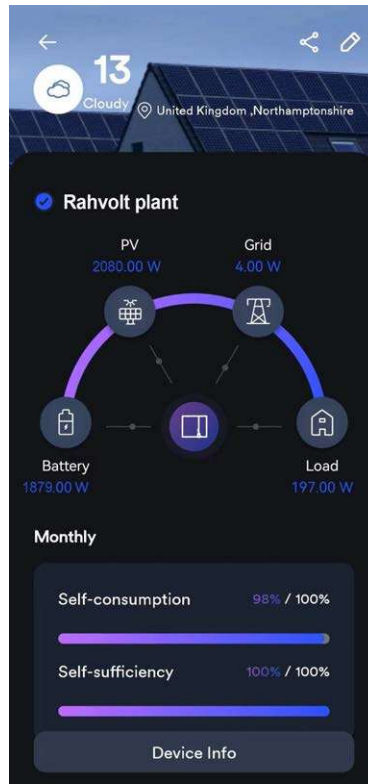 13
Cloudy
United Kingdom ,Northamptonshire
Rahvolt plant
PV
2080.00 W
Grid
4.00 W
Battery
1879.00 W
Load
197.00 W
Monthly
Self-consumption 98% / 100%
Self-sufficiency 100% / 100%
Device Info